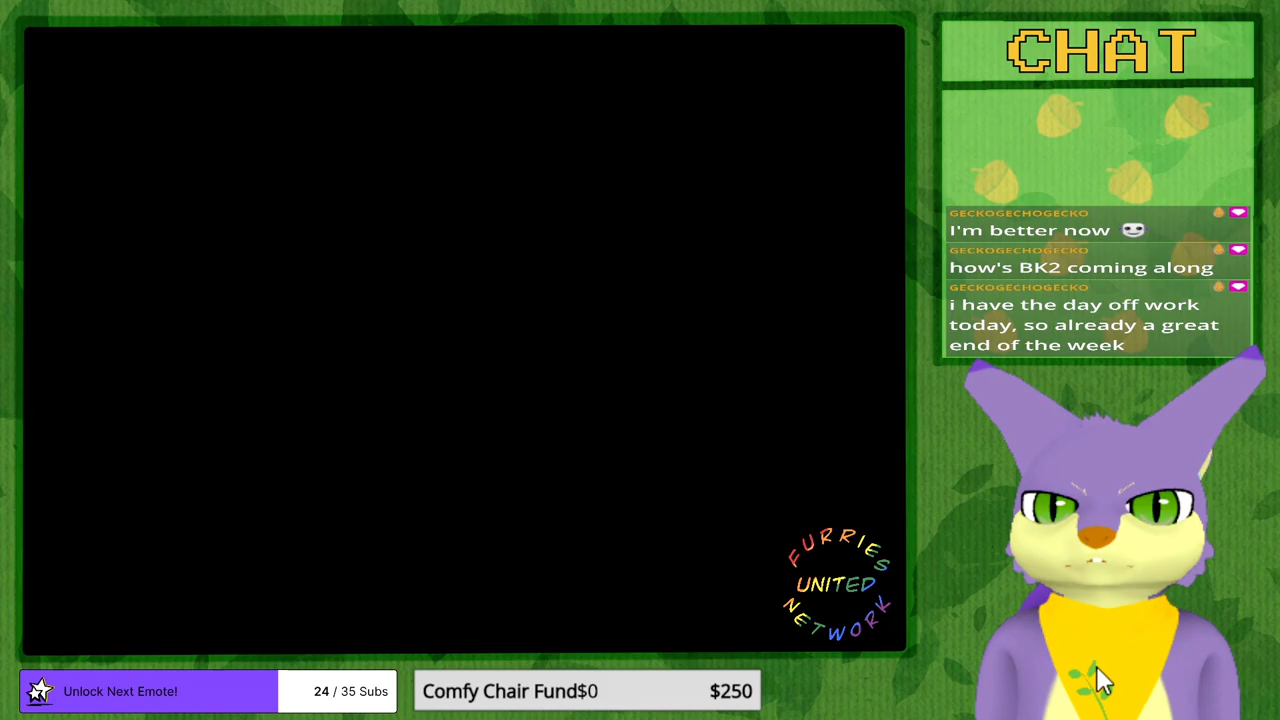 CHAT
GECKOGECHOGECKO
I'm better now
GECKOGECHOGECKO
how's BK2 coming along
GECKOGECHOGECKO
i have the day off work
today, so already a great
end of the week
FURRIES
UNITED
NETWORK
Unlock Next Emote!
24 / 35 Subs
Comfy Chair Fund$0
$250